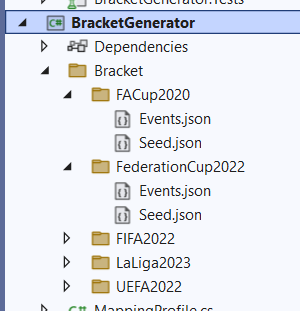 BracketGenerator.Tests
C# BracketGenerator
Dependencies
Bracket
FACup2020
Events.json
Seed.json
FederationCup2022
Events.json
Seed.json
FIFA2022
LaLiga2023
UEFA2022
C# MappingProfile.cs